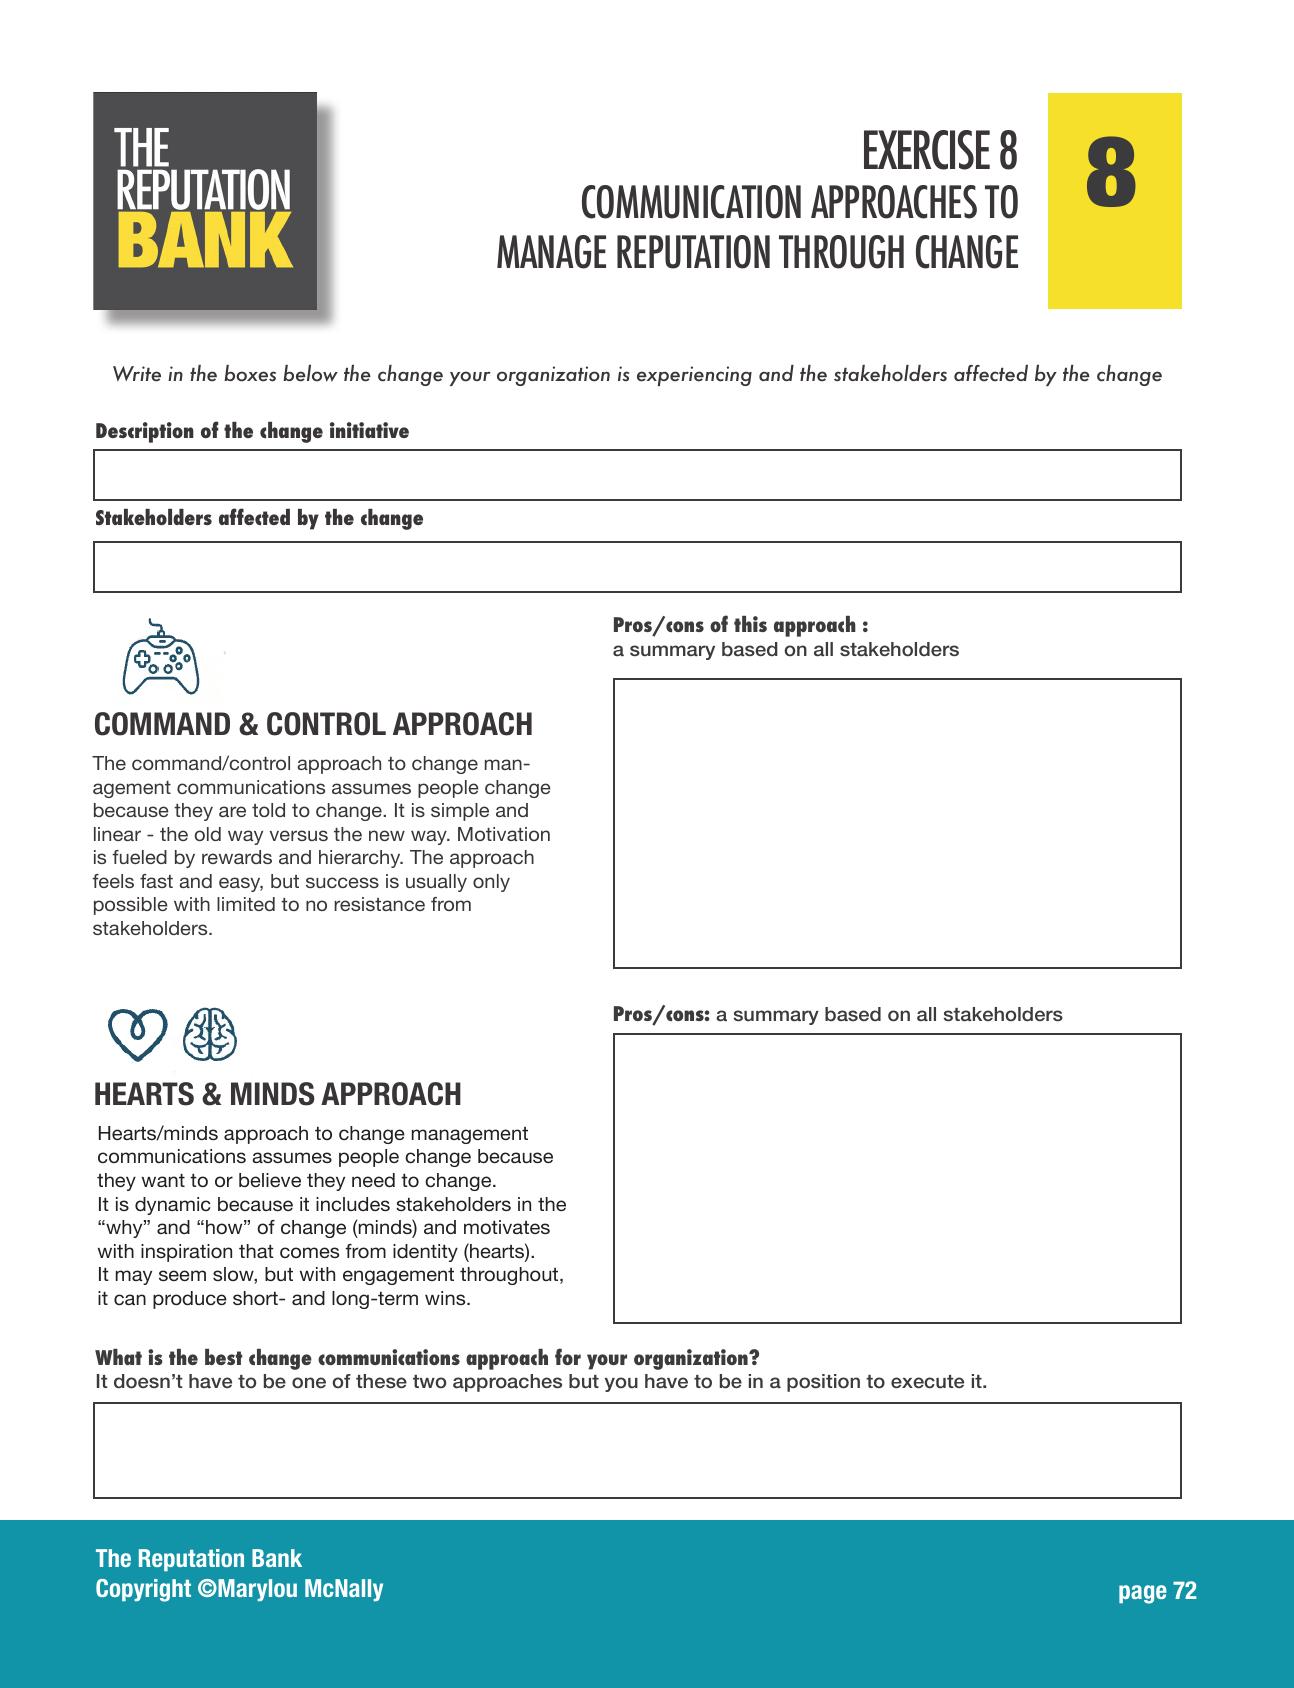 THE
REPUTATION
BANK
EXERCISE 8
COMMUNICATION APPROACHES TO
MANAGE REPUTATION THROUGH CHANGE
8
Write in the boxes below the change your organization is experiencing and the stakeholders affected by the change
Description of the change initiative
Stakeholders affected by the change
COMMAND & CONTROL APPROACH
The command/control approach to change man-
agement communications assumes people change
because they are told to change. It is simple and
linear - the old way versus the new way. Motivation
is fueled by rewards and hierarchy. The approach
feels fast and easy, but success is usually only
possible with limited to no resistance from
stakeholders.
Pros/cons of this approach :
a summary based on all stakeholders
HEARTS & MINDS APPROACH
Hearts/minds approach to change management
communications assumes people change because
they want to or believe they need to change.
It is dynamic because it includes stakeholders in the
“why” and “how” of change (minds) and motivates
with inspiration that comes from identity (hearts).
It may seem slow, but with engagement throughout,
it can produce short- and long-term wins.
Pros/cons: a summary based on all stakeholders
What is the best change communications approach for your organization?
It doesn’t have to be one of these two approaches but you have to be in a position to execute it.
The Reputation Bank
Copyright ©Marylou McNally
page 72